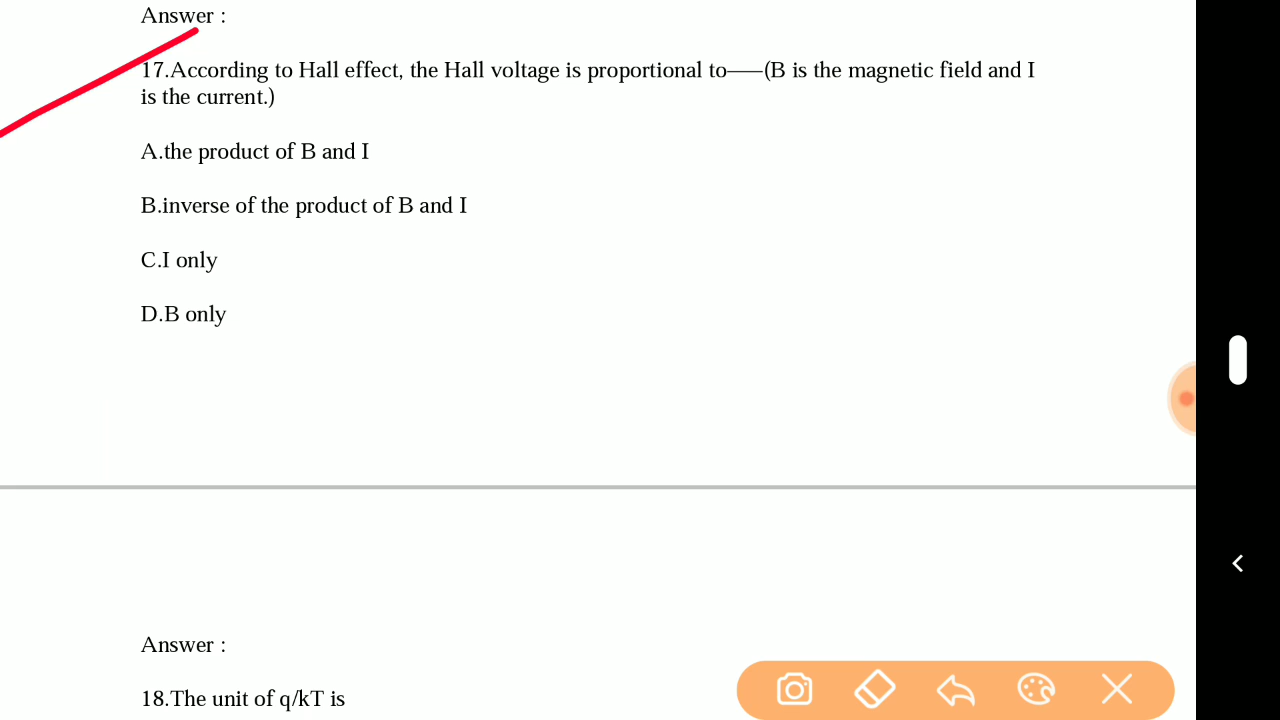 Answer :
17.According to Hall effect, the Hall voltage is proportional to——(B is the magnetic field and I
is the current.)
A.the product of B and I
B.inverse of the product of B and I
C.I only
D.B only
Answer :
18.The unit of q/kT is